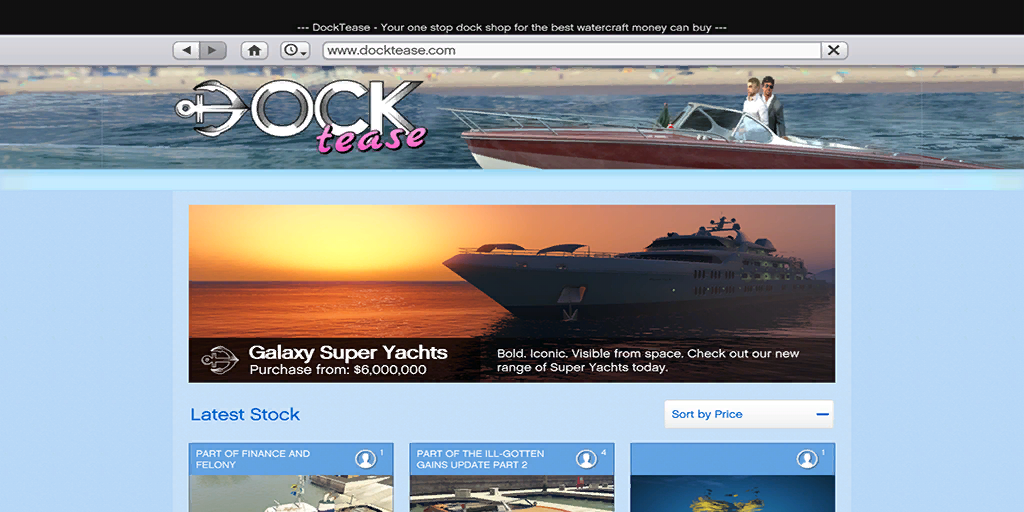 --- DockTease - Your one stop dock shop for the best watercraft money can buy ---
www.docktease.com
DOCK
tease
Galaxy Super Yachts
Purchase from: $6,000,000
Bold. Iconic. Visible from space. Check out our new
range of Super Yachts today.
Latest Stock
Sort by Price
PART OF FINANCE AND
FELONY
1
PART OF THE ILL-GOTTEN
GAINS UPDATE PART 2
4
1